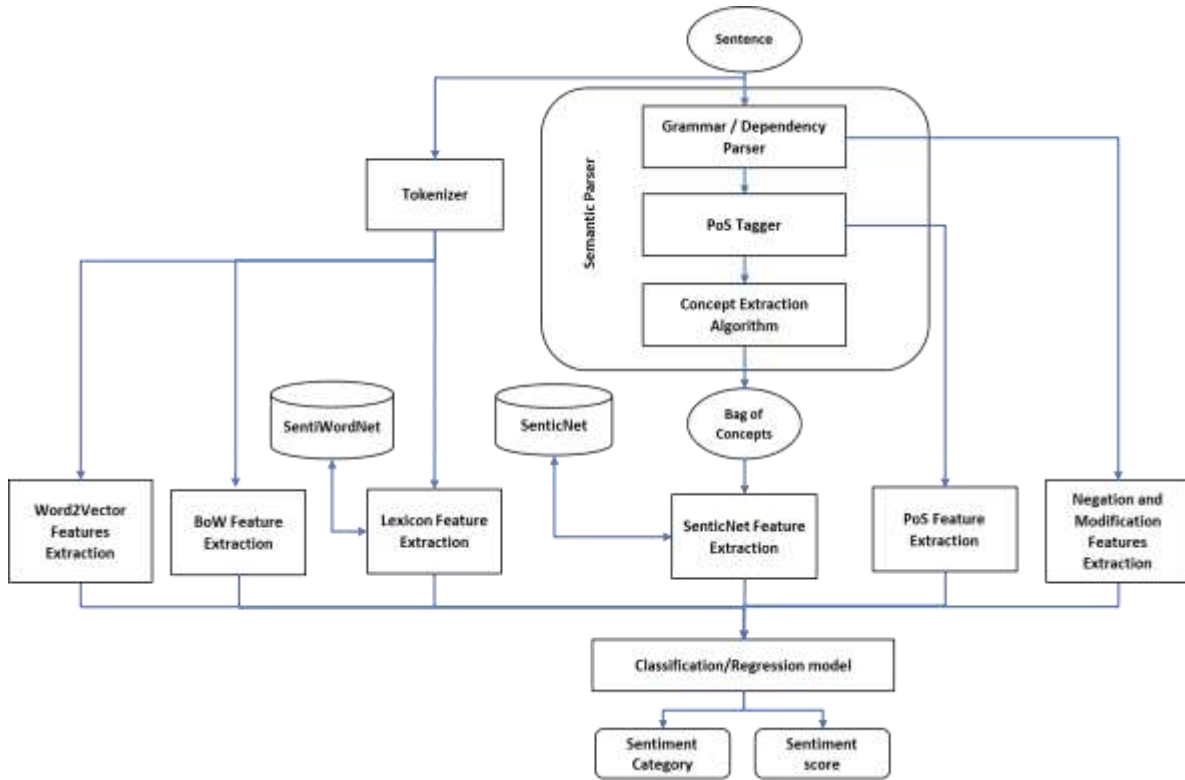 Sentence
Grammar / Dependency
Parser
Tokenizer
Semantic Parser
PoS Tagger
Concept Extraction
Algorithm
SentiWordNet
SenticNet
Bag of
Concepts
Word2Vector
Features
Extraction
BoW Feature
Extraction
Lexicon Feature
Extraction
SenticNet Feature
Extraction
PoS Feature
Extraction
Negation and
Modification
Features
Extraction
Classification/Regression model
Sentiment
Category
Sentiment
score